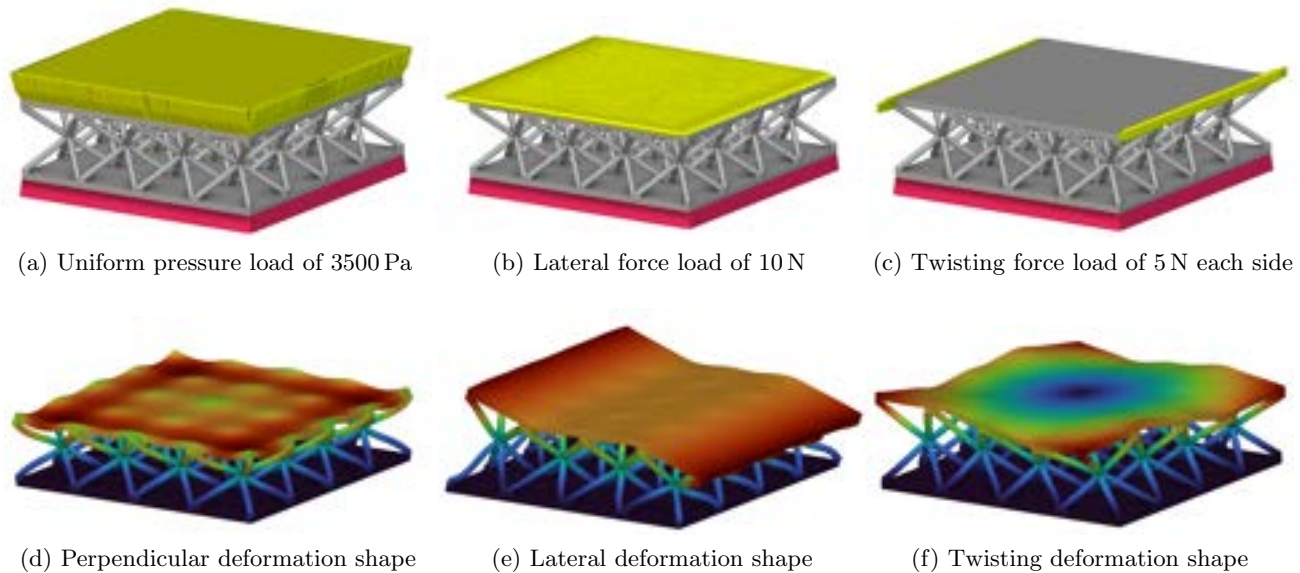 (a) Uniform pressure load of 3500 Pa
(b) Lateral force load of 10 N
(c) Twisting force load of 5 N each side
(d) Perpendicular deformation shape
(e) Lateral deformation shape
(f) Twisting deformation shape